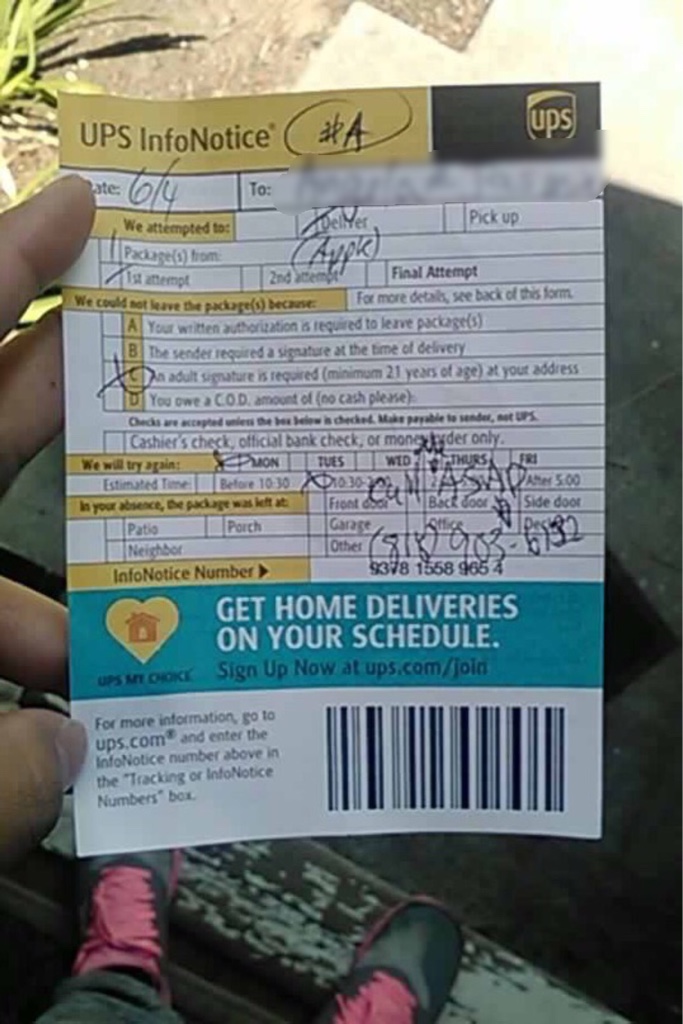 UPS InfoNotice® #A
ups
Date: 6/4 To:
We attempted to: Deliver Pick up
1 Package(s) from: (Apple)
1st attempt 2nd attempt Final Attempt
We could not leave the package(s) because: For more details, see back of this form.
A Your written authorization is required to leave package(s)
B The sender required a signature at the time of delivery
C An adult signature is required (minimum 21 years of age) at your address
D You owe a C.O.D. amount of (no cash please):
Checks are accepted unless the box below is checked. Make payable to sender, not UPS.
Cashier's check, official bank check, or money order only.
We will try again: MON TUES WED THURS FRI
Estimated Time: Before 10:30 10:30- After 5:00
Call ASAP
In your absence, the package was left at: Front door Back door Side door
Patio Porch Garage Office Deck
Neighbor Other
903-6132
InfoNotice Number 9378 1558 965 4
GET HOME DELIVERIES
ON YOUR SCHEDULE.
UPS MY CHOICE Sign Up Now at ups.com/join
For more information, go to
ups.com® and enter the
InfoNotice number above in
the "Tracking or InfoNotice
Numbers" box.